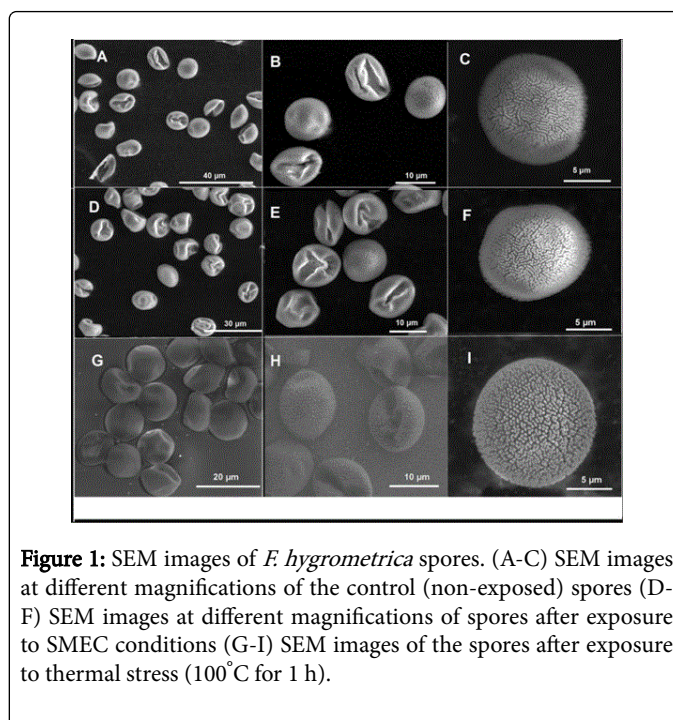 A
B
C
40 µm
10 µm
5 µm
D
E
F
30 µm
10 µm
5 µm
G
H
I
20 µm
10 µm
5 µm
Figure 1: SEM images of F. hygrometrica spores. (A-C) SEM images
at different magnifications of the control (non-exposed) spores (D-
F) SEM images at different magnifications of spores after exposure
to SMEC conditions (G-I) SEM images of the spores after exposure
to thermal stress (100°C for 1 h).